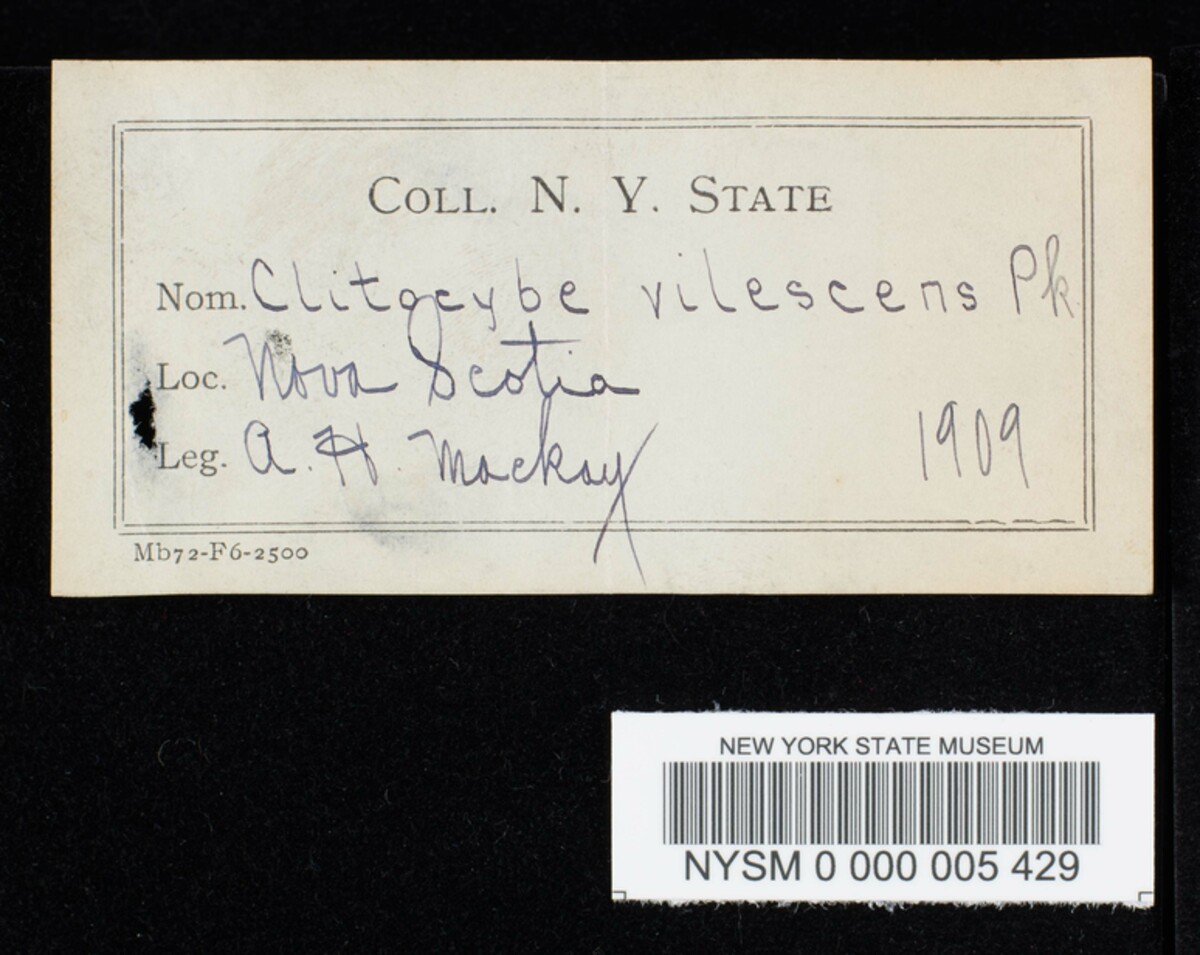 COLL. N. Y. STATE
Nom. Clitocybe vilescens Pk.
Loc. Nova Scotia
Leg. A. H. Mackay 1909
Mb72-F6-2500
NEW YORK STATE MUSEUM
NYSM 0 000 005 429